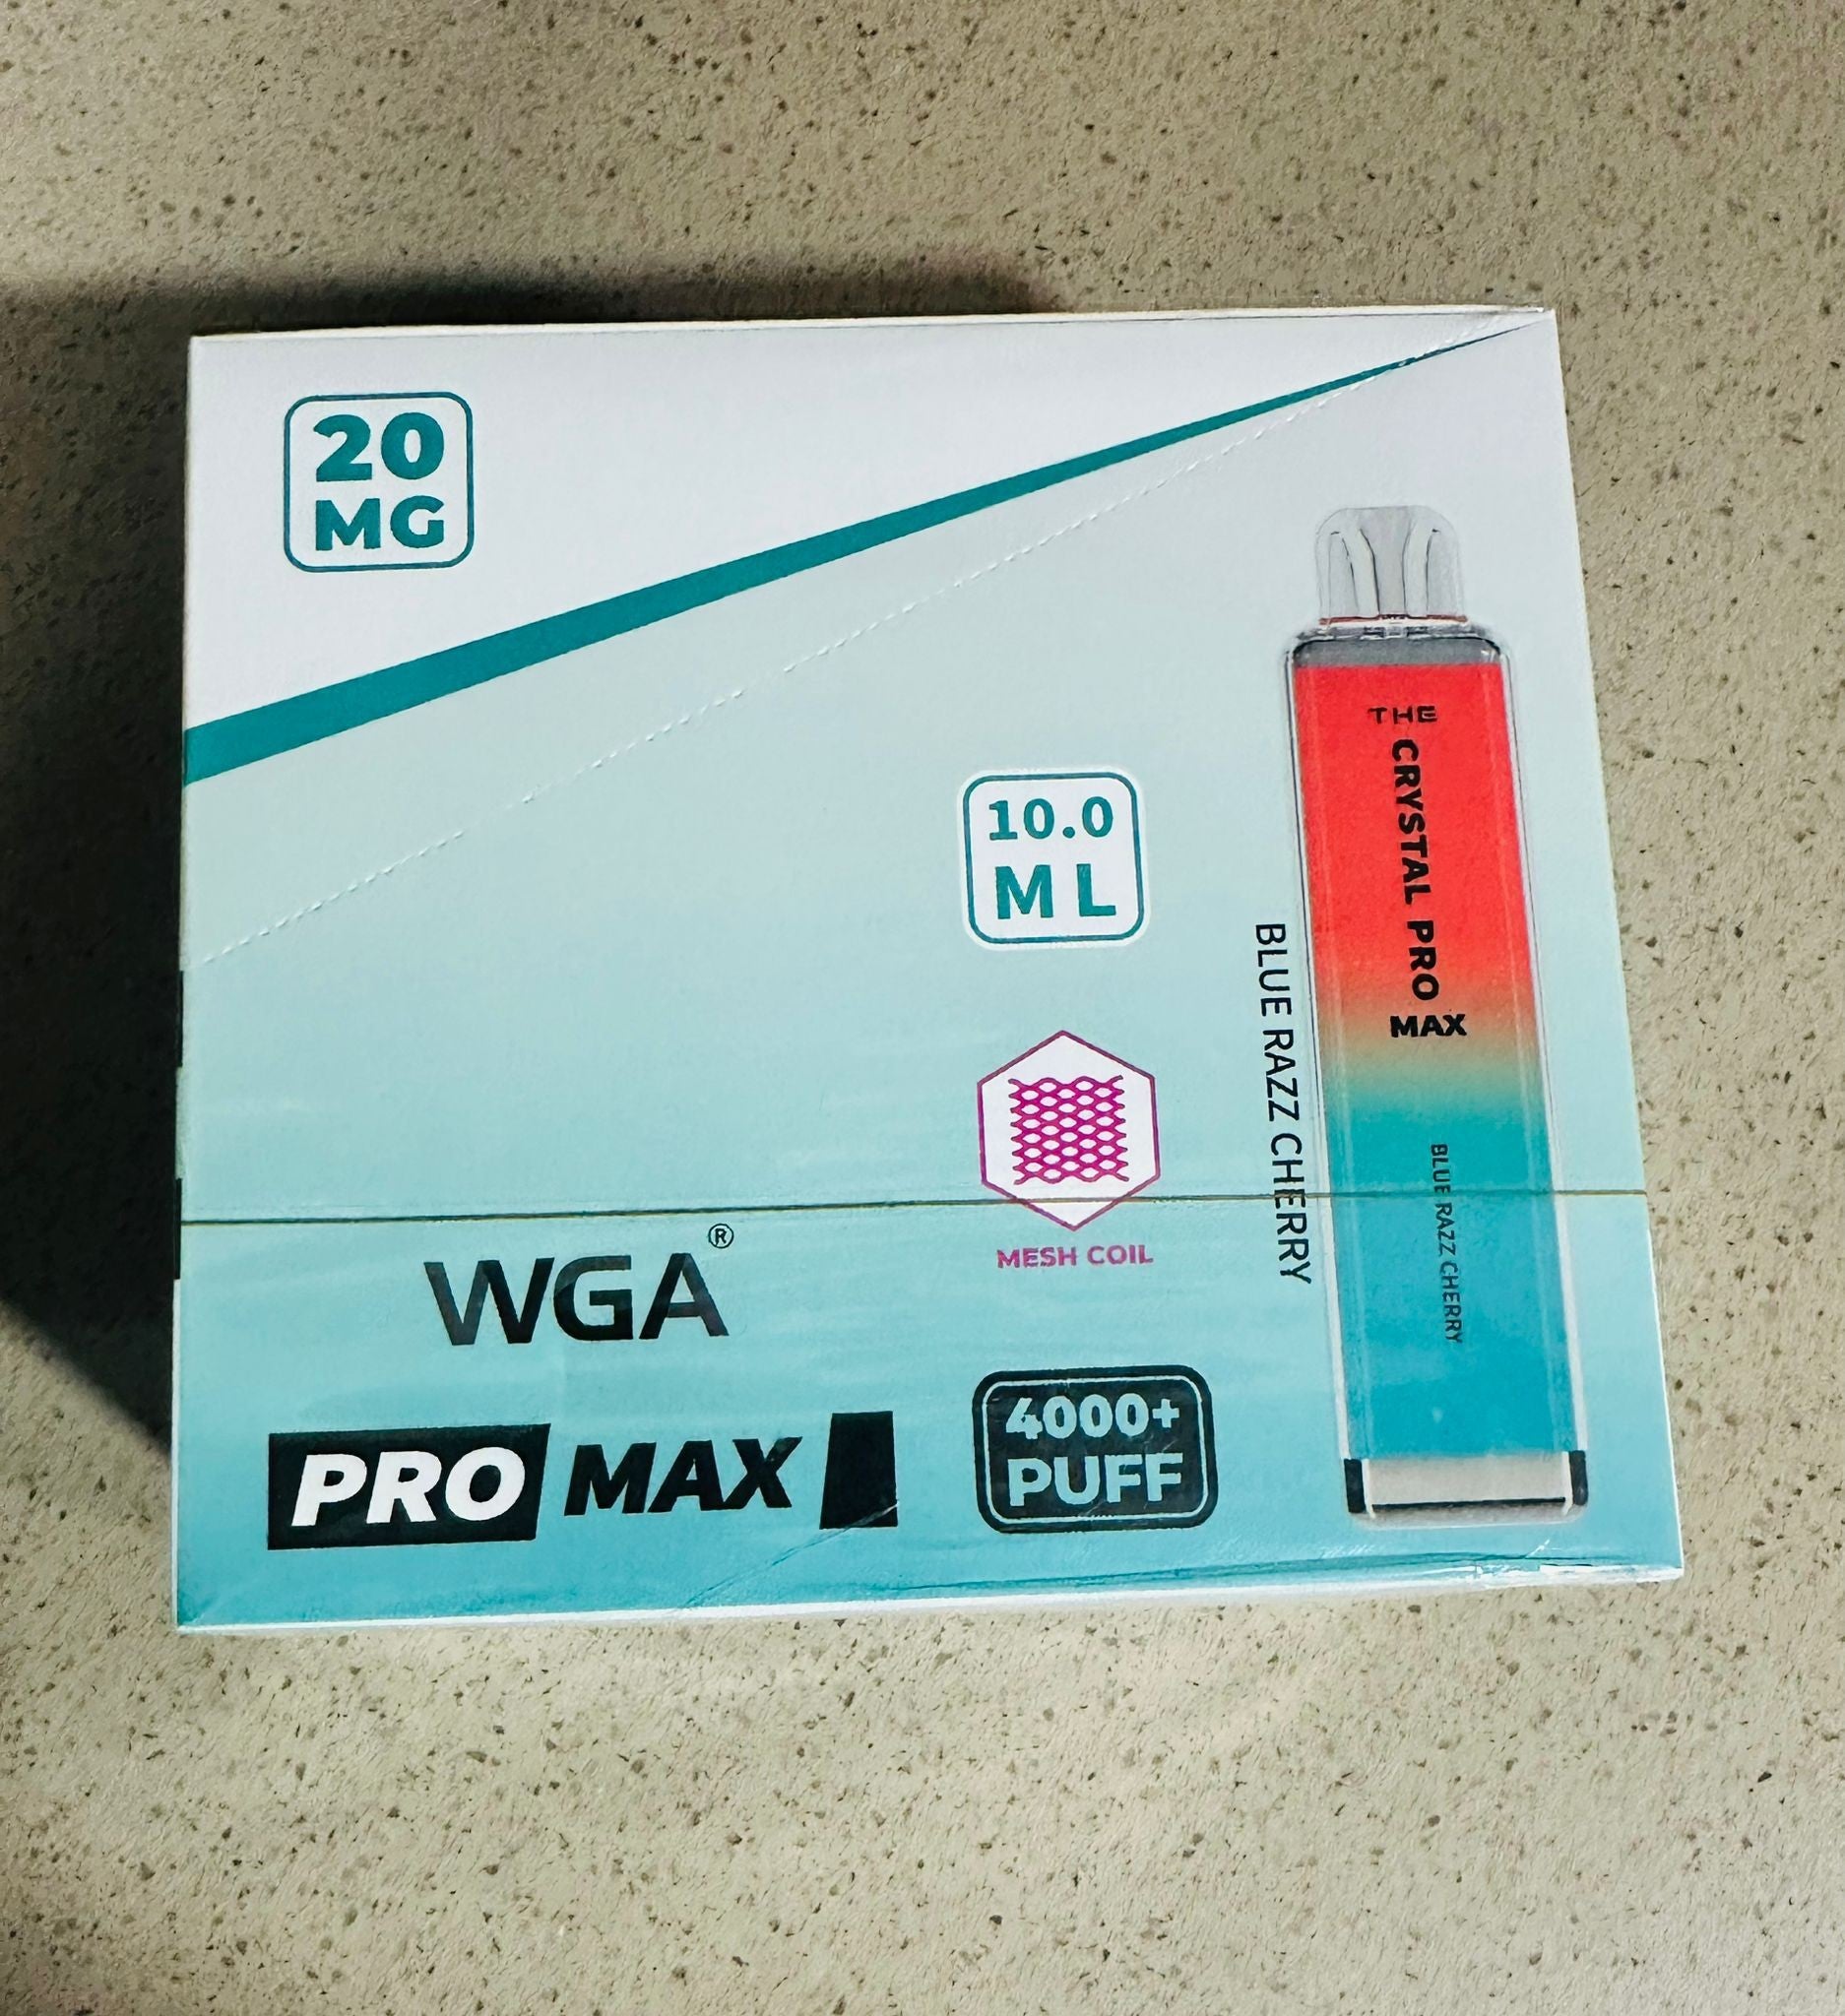 20
MG
10.0
ML
MESH COIL
BLUE RAZZ CHERRY
THE
CRYSTAL PRO
MAX
BLUE RAZZ CHERRY
WGA®
PRO MAX
4000+
PUFF